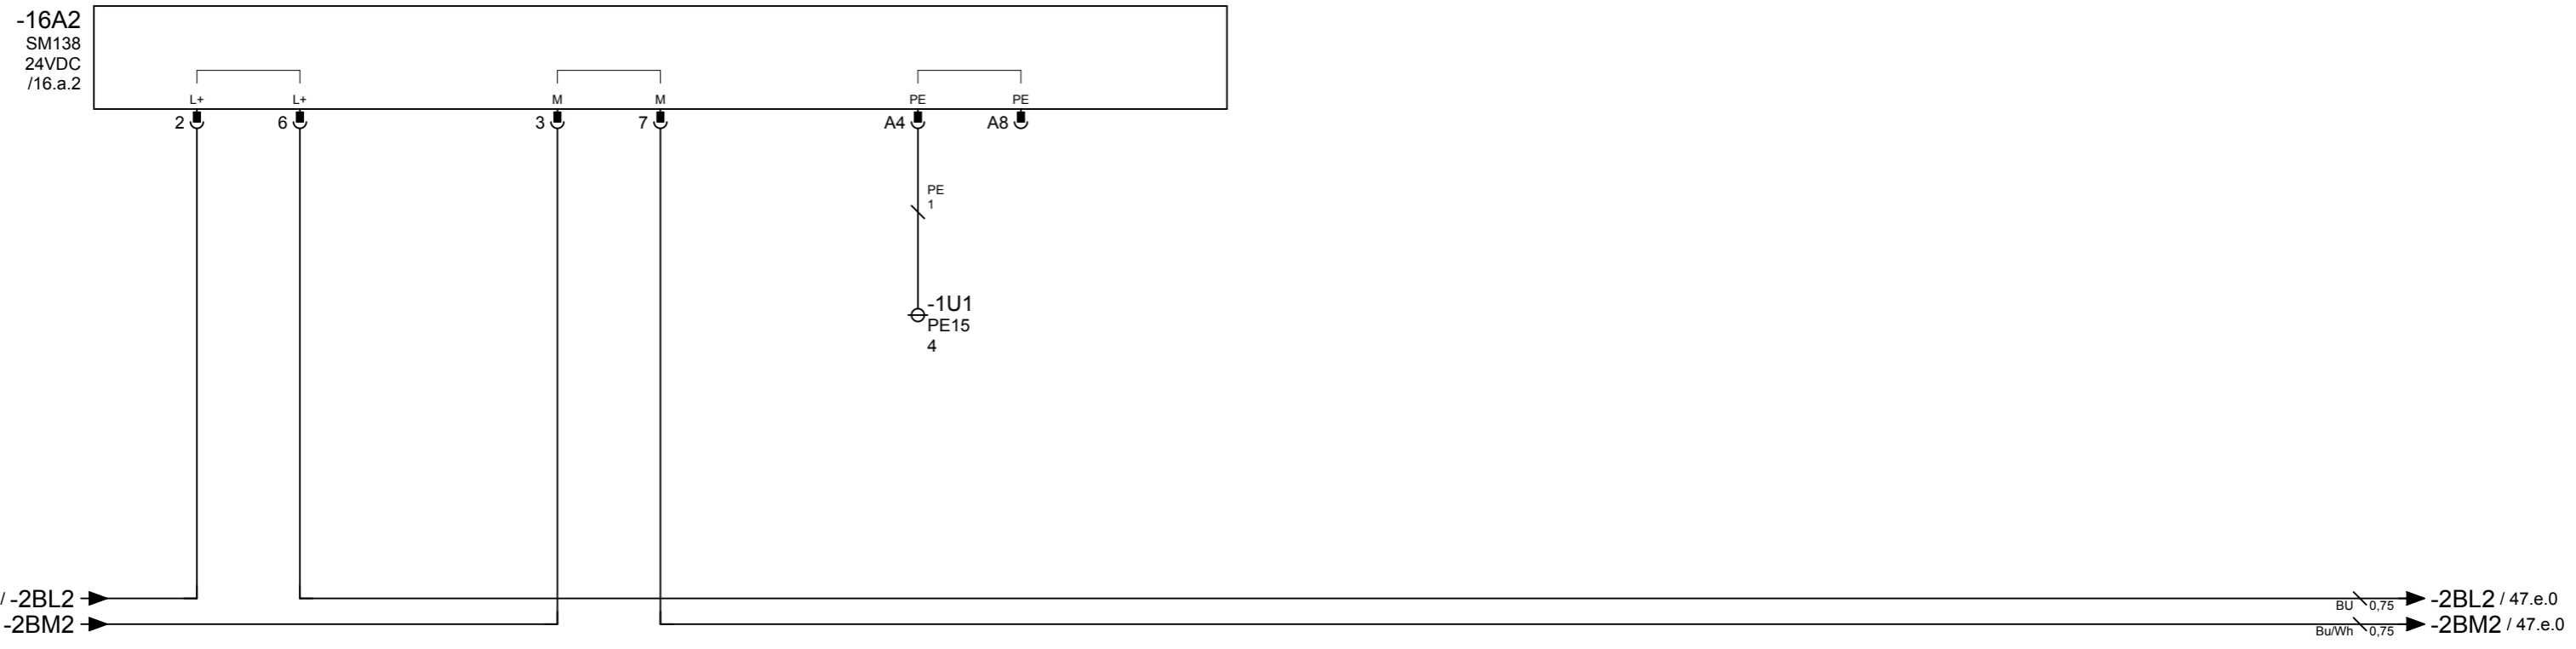 -16A2
SM138
24VDC
/16.a.2
L+ L+ M M PE PE
2 6 3 7 A4 A8
PE
1
-1U1
PE15
4
/ -2BL2
BU 0,75 -2BL2 / 47.e.0
-2BM2
Bu/Wh 0,75 -2BM2 / 47.e.0